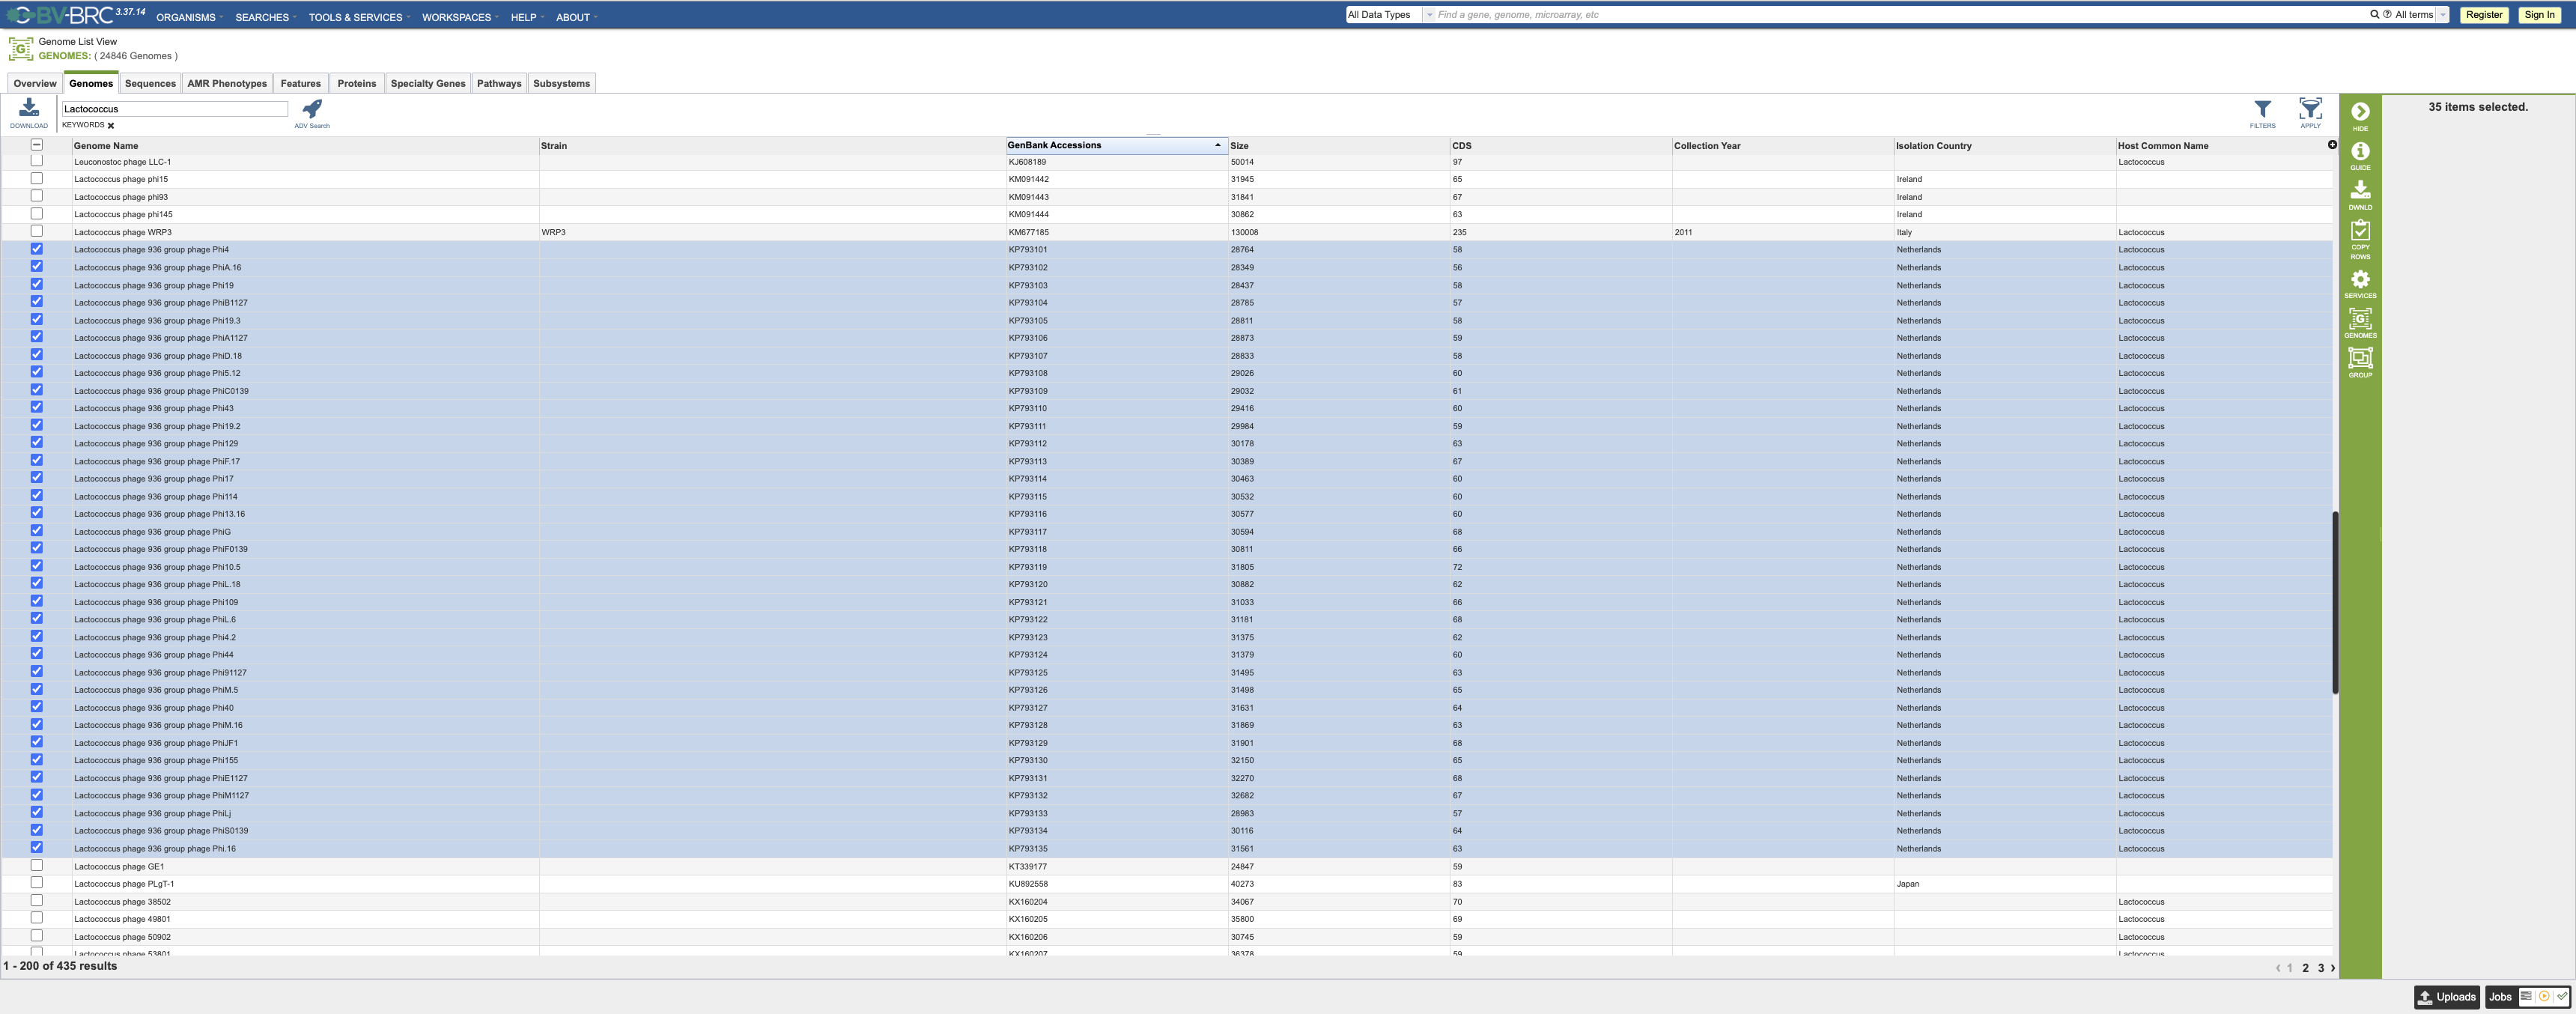 BV-BRC 3.37.14 ORGANISMS SEARCHES TOOLS & SERVICES WORKSPACES HELP ABOUT All Data Types Find a gene, genome, microarray, etc All terms Register Sign In
Genome List View
GENOMES: ( 24846 Genomes )
Overview Genomes Sequences AMR Phenotypes Features Proteins Specialty Genes Pathways Subsystems
Lactococcus
DOWNLOAD KEYWORDS ADV Search FILTERS APPLY
Genome Name Strain GenBank Accessions Size CDS Collection Year Isolation Country Host Common Name
Leuconostoc phage LLC-1 KJ608189 50014 97 Lactococcus
Lactococcus phage phi15 KM091442 31945 65 Ireland
Lactococcus phage phi93 KM091443 31841 67 Ireland
Lactococcus phage phi145 KM091444 30862 63 Ireland
Lactococcus phage WRP3 WRP3 KM677185 130008 235 2011 Italy Lactococcus
Lactococcus phage 936 group phage Phi4 KP793101 28764 58 Netherlands Lactococcus
Lactococcus phage 936 group phage PhiA.16 KP793102 28349 56 Netherlands Lactococcus
Lactococcus phage 936 group phage Phi19 KP793103 28437 58 Netherlands Lactococcus
Lactococcus phage 936 group phage PhiB1127 KP793104 28785 57 Netherlands Lactococcus
Lactococcus phage 936 group phage Phi19.3 KP793105 28811 58 Netherlands Lactococcus
Lactococcus phage 936 group phage PhiA1127 KP793106 28873 59 Netherlands Lactococcus
Lactococcus phage 936 group phage PhiD.18 KP793107 28833 58 Netherlands Lactococcus
Lactococcus phage 936 group phage Phi5.12 KP793108 29026 60 Netherlands Lactococcus
Lactococcus phage 936 group phage PhiC0139 KP793109 29032 61 Netherlands Lactococcus
Lactococcus phage 936 group phage Phi43 KP793110 29416 60 Netherlands Lactococcus
Lactococcus phage 936 group phage Phi19.2 KP793111 29984 59 Netherlands Lactococcus
Lactococcus phage 936 group phage Phi129 KP793112 30178 63 Netherlands Lactococcus
Lactococcus phage 936 group phage PhiF.17 KP793113 30389 67 Netherlands Lactococcus
Lactococcus phage 936 group phage Phi17 KP793114 30463 60 Netherlands Lactococcus
Lactococcus phage 936 group phage Phi114 KP793115 30532 60 Netherlands Lactococcus
Lactococcus phage 936 group phage Phi13.16 KP793116 30577 60 Netherlands Lactococcus
Lactococcus phage 936 group phage PhiG KP793117 30594 68 Netherlands Lactococcus
Lactococcus phage 936 group phage PhiF0139 KP793118 30811 66 Netherlands Lactococcus
Lactococcus phage 936 group phage Phi10.5 KP793119 31805 72 Netherlands Lactococcus
Lactococcus phage 936 group phage PhiL.18 KP793120 30882 62 Netherlands Lactococcus
Lactococcus phage 936 group phage Phi109 KP793121 31033 66 Netherlands Lactococcus
Lactococcus phage 936 group phage PhiL.6 KP793122 31181 68 Netherlands Lactococcus
Lactococcus phage 936 group phage Phi4.2 KP793123 31375 62 Netherlands Lactococcus
Lactococcus phage 936 group phage Phi44 KP793124 31379 60 Netherlands Lactococcus
Lactococcus phage 936 group phage Phi91127 KP793125 31495 63 Netherlands Lactococcus
Lactococcus phage 936 group phage PhiM.5 KP793126 31498 65 Netherlands Lactococcus
Lactococcus phage 936 group phage Phi40 KP793127 31631 64 Netherlands Lactococcus
Lactococcus phage 936 group phage PhiM.16 KP793128 31869 63 Netherlands Lactococcus
Lactococcus phage 936 group phage PhiJF1 KP793129 31901 68 Netherlands Lactococcus
Lactococcus phage 936 group phage Phi155 KP793130 32150 65 Netherlands Lactococcus
Lactococcus phage 936 group phage PhiE1127 KP793131 32270 68 Netherlands Lactococcus
Lactococcus phage 936 group phage PhiM1127 KP793132 32682 67 Netherlands Lactococcus
Lactococcus phage 936 group phage PhiLj KP793133 28983 57 Netherlands Lactococcus
Lactococcus phage 936 group phage PhiS0139 KP793134 30116 64 Netherlands Lactococcus
Lactococcus phage 936 group phage Phi.16 KP793135 31561 63 Netherlands Lactococcus
Lactococcus phage GE1 KT339177 24847 59
Lactococcus phage PLgT-1 KU892558 40273 83 Japan
Lactococcus phage 38502 KX160204 34067 70 Lactococcus
Lactococcus phage 49801 KX160205 35800 69 Lactococcus
Lactococcus phage 50902 KX160206 30745 59 Lactococcus
Lactococcus phage 53801 KX160207 36378 59 Lactococcus
1 - 200 of 435 results
1 2 3
HIDE
GUIDE
DWNLD
COPY
ROWS
SERVICES
GENOMES
GROUP
35 items selected.
Uploads Jobs